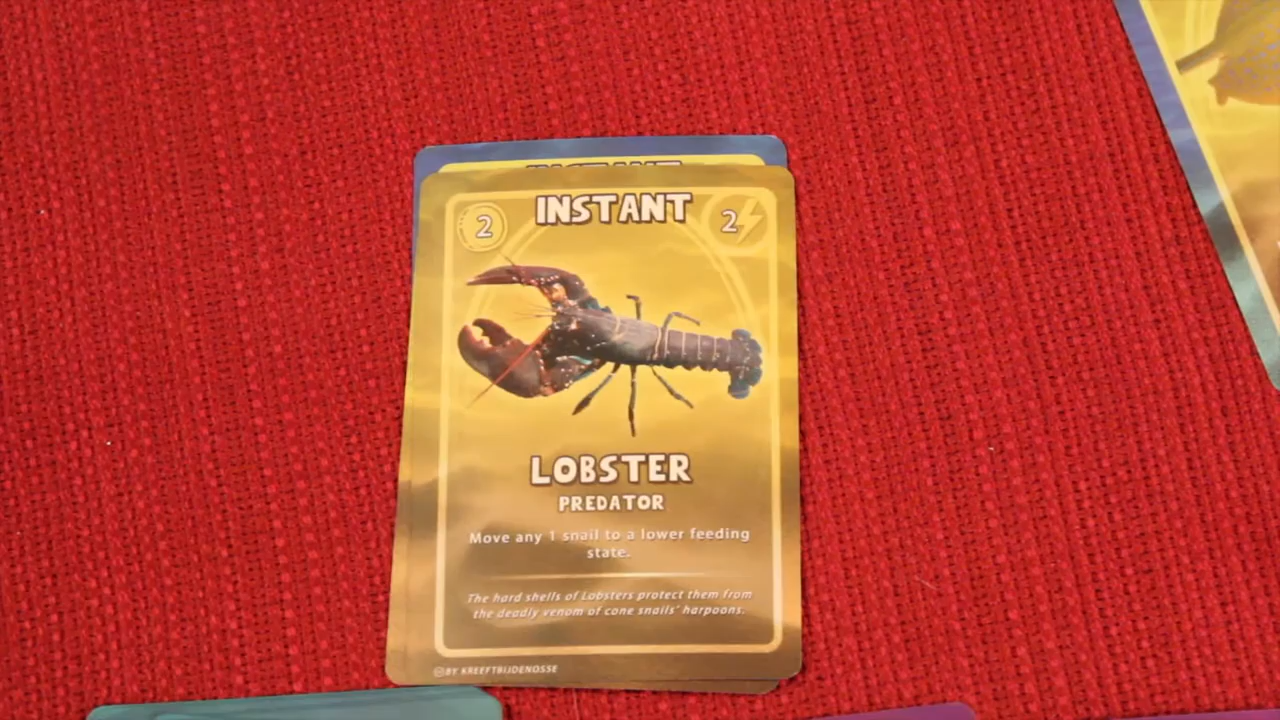 INSTANT
2
INSTANT
2
LOBSTER
PREDATOR
Move any 1 snail to a lower feeding
state.
The hard shells of Lobsters protect them from
the deadly venom of cone snails' harpoons.
BY KREEFTBIJDENOSSE